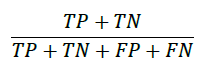 TP + TN
TP + TN + FP + FN